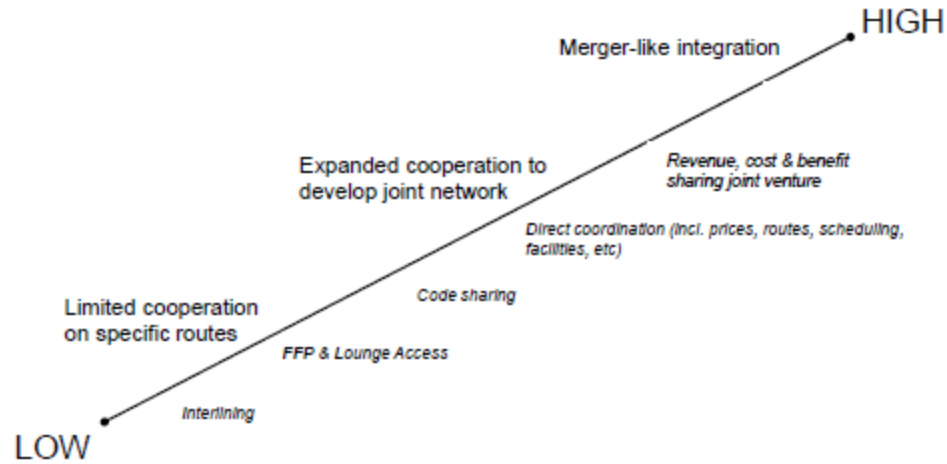 HIGH
Merger-like integration
Revenue, cost & benefit
sharing joint venture
Expanded cooperation to
develop joint network
Direct coordination (incl. prices, routes, scheduling,
facilities, etc)
Code sharing
Limited cooperation
on specific routes
FFP & Lounge Access
Interlining
LOW